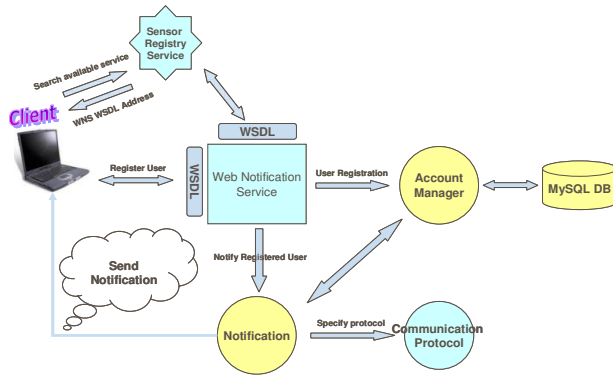 Sensor
Registry
Service
Search available service
WNS WSDL Address
Client
WSDL
WSDL
Register User
Web Notification
Service
User Registration
Account
Manager
MySQL DB
Notify Registered User
Send
Notification
Notification
Specify protocol
Communication
Protocol